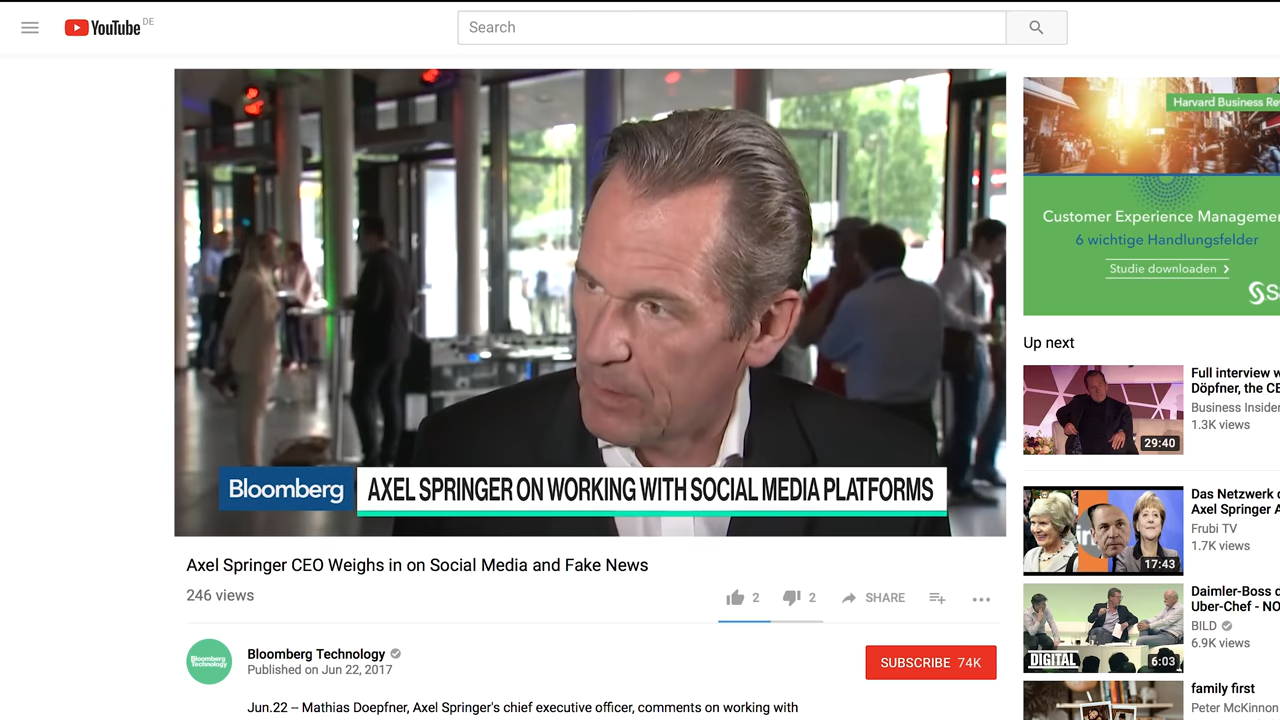 YouTube DE
Search
Harvard Business Re
Customer Experience Manageme
6 wichtige Handlungsfelder
Studie downloaden
Bloomberg
AXEL SPRINGER ON WORKING WITH SOCIAL MEDIA PLATFORMS
Axel Springer CEO Weighs in on Social Media and Fake News
246 views
2
2
SHARE
Bloomberg Technology
Bloomberg Technology
Published on Jun 22, 2017
SUBSCRIBE 74K
Jun.22 -- Mathias Doepfner, Axel Springer's chief executive officer, comments on working with
Up next
29:40
Full interview w
Döpfner, the CE
Business Insider
1.3K views
17:43
Das Netzwerk d
Axel Springer A
Frubi TV
1.7K views
DIGITAL
6:03
Daimler-Boss d
Uber-Chef - NO
BILD
6.9K views
family first
Peter McKinnon